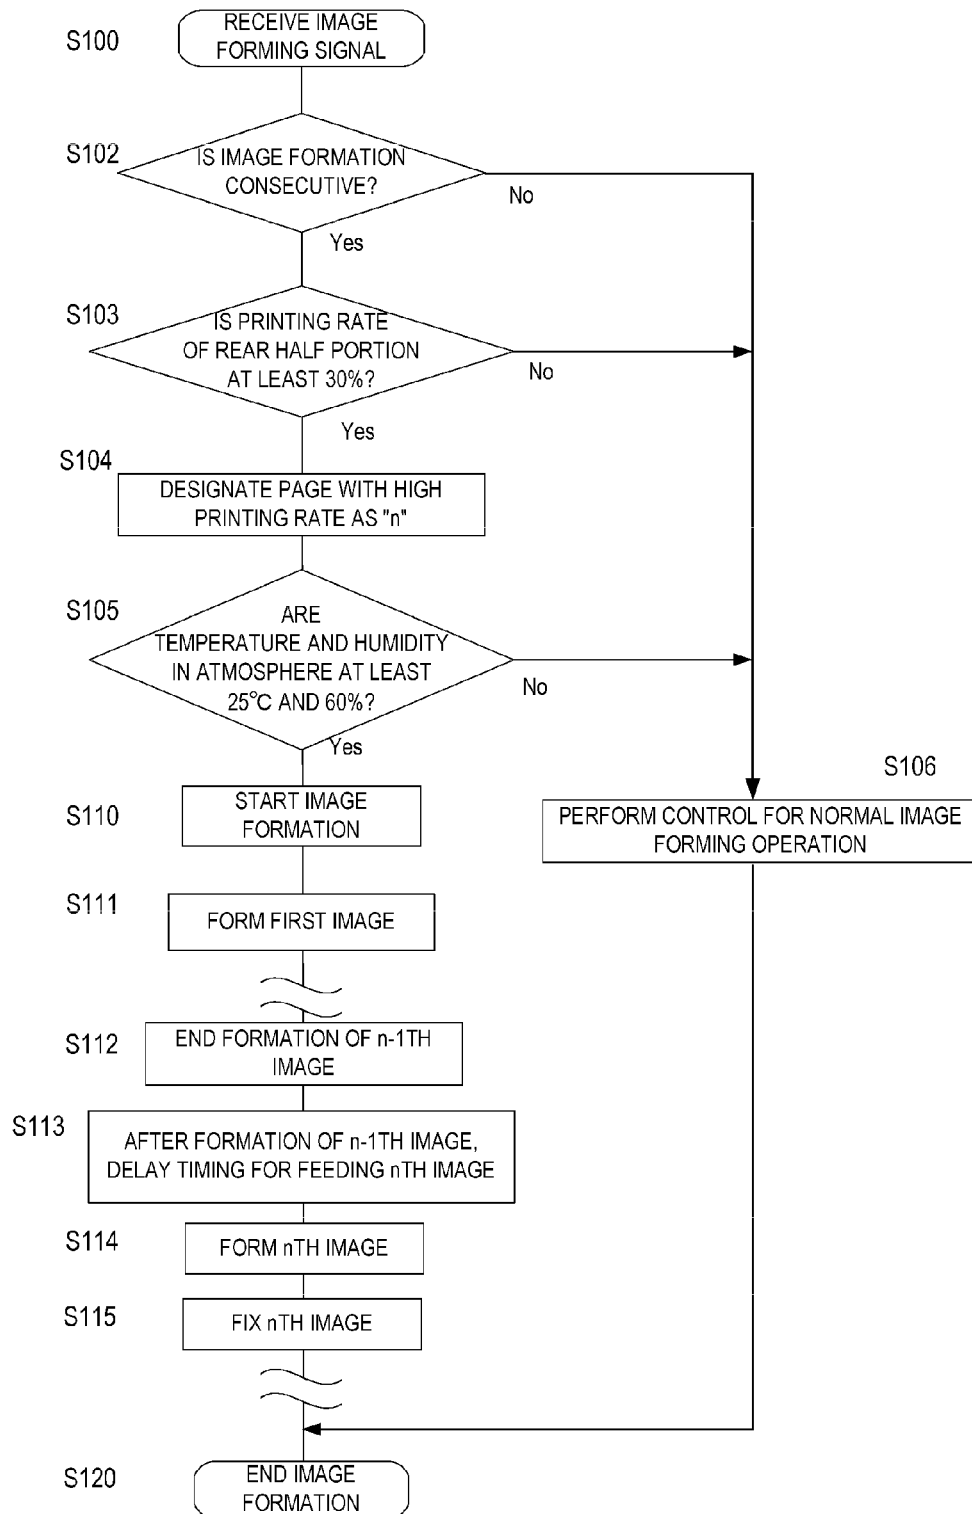 S100
RECEIVE IMAGE
FORMING SIGNAL
S102
IS IMAGE FORMATION
CONSECUTIVE?
No
Yes
S103
IS PRINTING RATE
OF REAR HALF PORTION
AT LEAST 30%?
No
Yes
S104
DESIGNATE PAGE WITH HIGH
PRINTING RATE AS "n"
S105
ARE
TEMPERATURE AND HUMIDITY
IN ATMOSPHERE AT LEAST
25℃ AND 60%?
No
Yes
S106
PERFORM CONTROL FOR NORMAL IMAGE
FORMING OPERATION
S110
START IMAGE
FORMATION
S111
FORM FIRST IMAGE
S112
END FORMATION OF n-1TH
IMAGE
S113
AFTER FORMATION OF n-1TH IMAGE,
DELAY TIMING FOR FEEDING nTH IMAGE
S114
FORM nTH IMAGE
S115
FIX nTH IMAGE
S120
END IMAGE
FORMATION